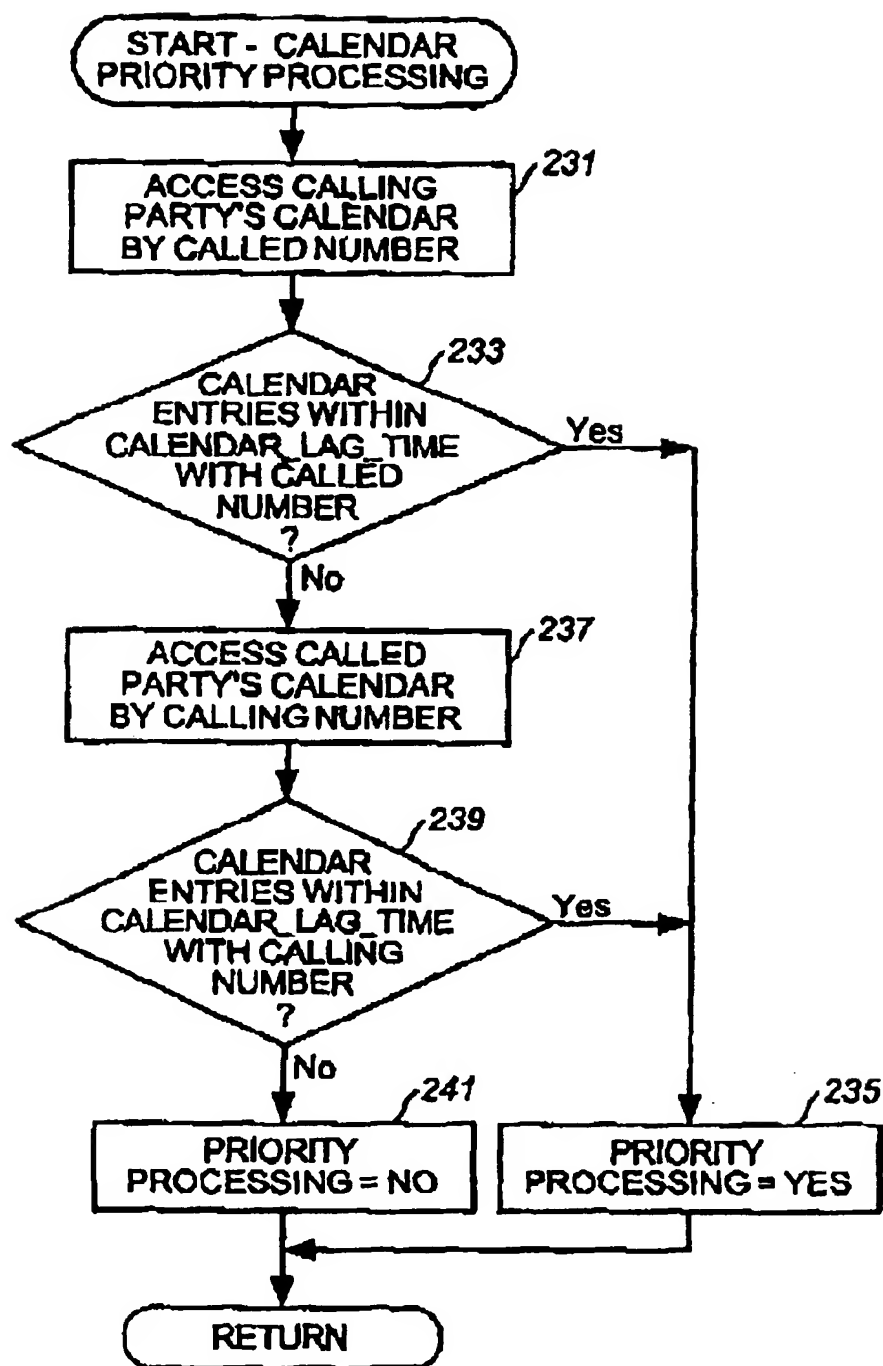 START - CALENDAR
PRIORITY PROCESSING
231
ACCESS CALLING
PARTY'S CALENDAR
BY CALLED NUMBER
233
CALENDAR
ENTRIES WITHIN
CALENDAR_LAG_TIME
WITH CALLED
NUMBER
?
Yes
No
237
ACCESS CALLED
PARTY'S CALENDAR
BY CALLING NUMBER
239
CALENDAR
ENTRIES WITHIN
CALENDAR_LAG_TIME
WITH CALLING
NUMBER
?
Yes
No
241
PRIORITY
PROCESSING = NO
235
PRIORITY
PROCESSING = YES
RETURN